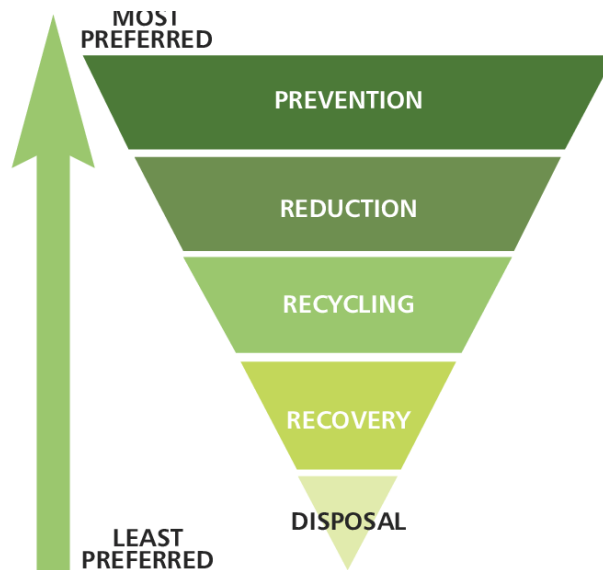 MOST
PREFERRED
PREVENTION
REDUCTION
RECYCLING
RECOVERY
DISPOSAL
LEAST
PREFERRED